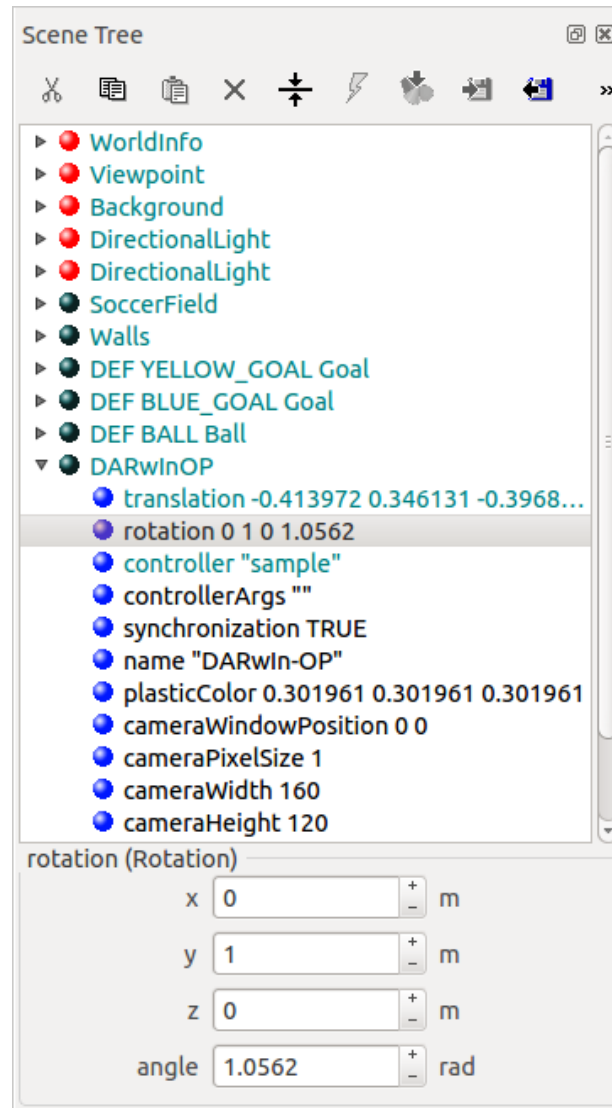 Scene Tree
»
WorldInfo
Viewpoint
Background
DirectionalLight
DirectionalLight
SoccerField
Walls
DEF YELLOW_GOAL Goal
DEF BLUE_GOAL Goal
DEF BALL Ball
DARwInOP
translation -0.413972 0.346131 -0.3968...
rotation 0 1 0 1.0562
controller "sample"
controllerArgs ""
synchronization TRUE
name "DARwIn-OP"
plasticColor 0.301961 0.301961 0.301961
cameraWindowPosition 0 0
cameraPixelSize 1
cameraWidth 160
cameraHeight 120
rotation (Rotation)
x 0 m
y 1 m
z 0 m
angle 1.0562 rad